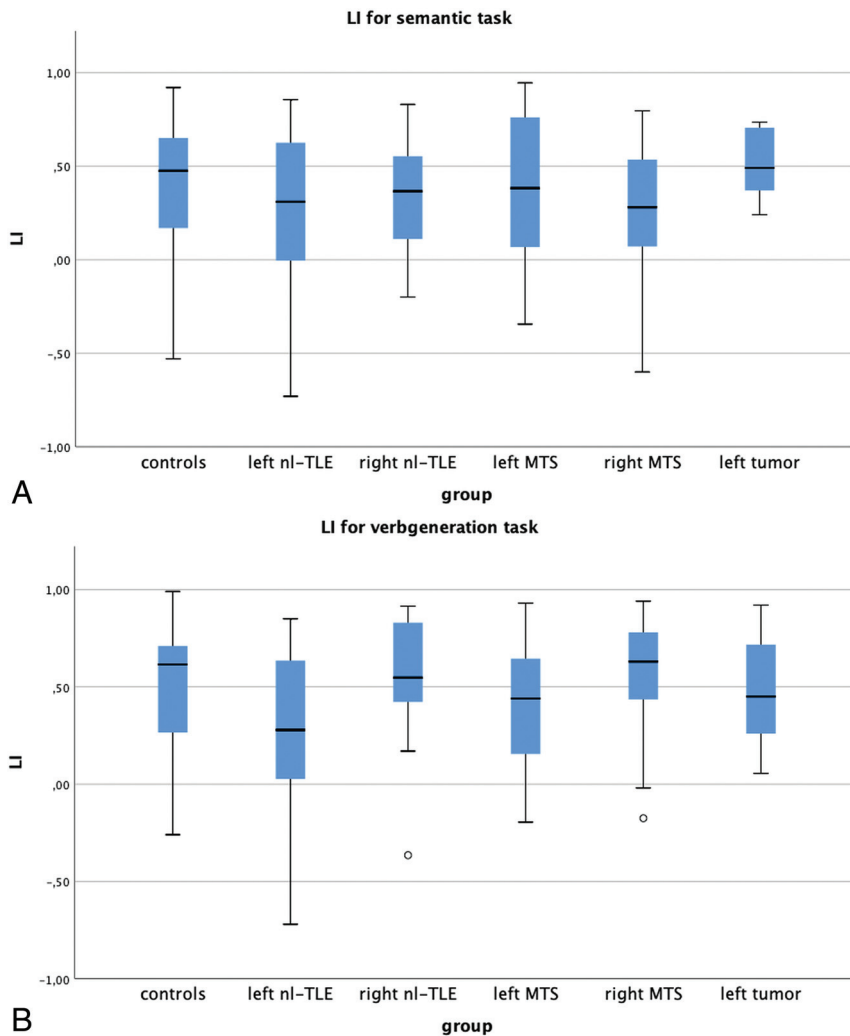 LI for semantic task
1,00
,50
,00
-,50
-1,00
LI
controls left nl-TLE right nl-TLE left MTS right MTS left tumor
group
A
LI for verbgeneration task
1,00
,50
,00
-,50
-1,00
LI
controls left nl-TLE right nl-TLE left MTS right MTS left tumor
group
B